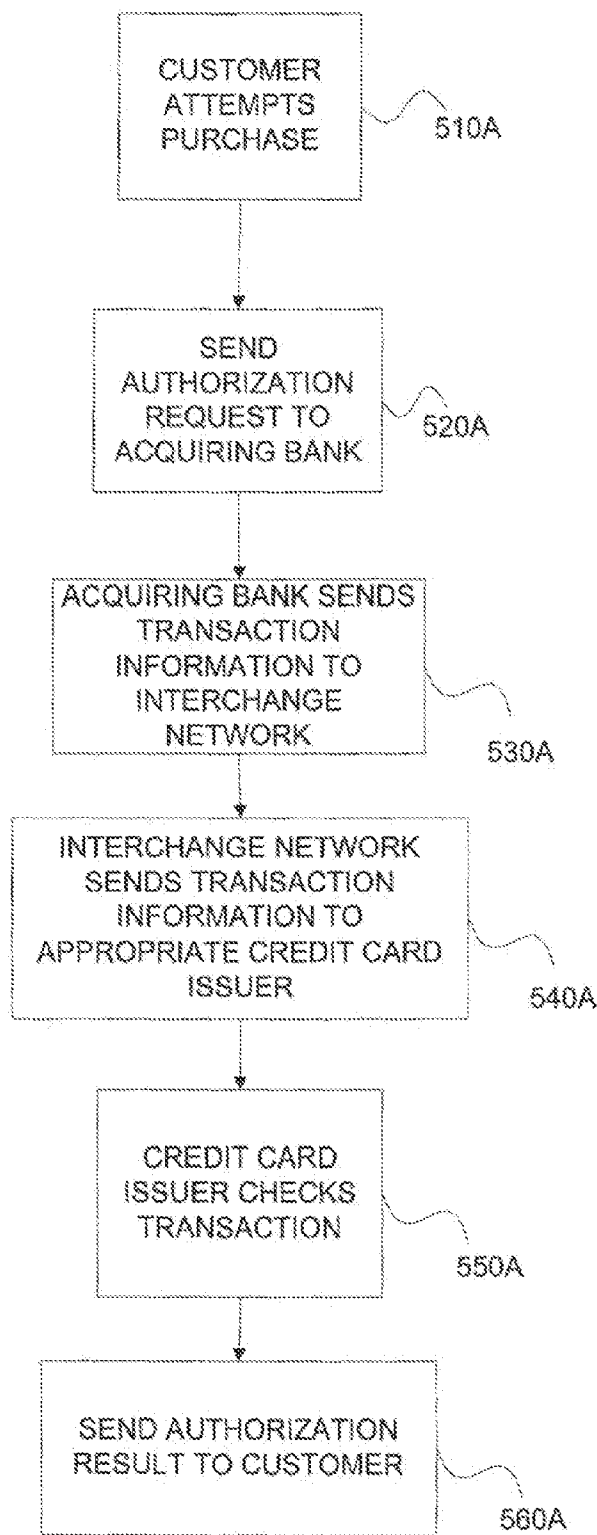 CUSTOMER
ATTEMPTS
PURCHASE
510A
SEND
AUTHORIZATION
REQUEST TO
ACQUIRING BANK
520A
ACQUIRING BANK SENDS
TRANSACTION
INFORMATION TO
INTERCHANGE
NETWORK
530A
INTERCHANGE NETWORK
SENDS TRANSACTION
INFORMATION TO
APPROPRIATE CREDIT CARD
ISSUER
540A
CREDIT CARD
ISSUER CHECKS
TRANSACTION
550A
SEND AUTHORIZATION
RESULT TO CUSTOMER
560A